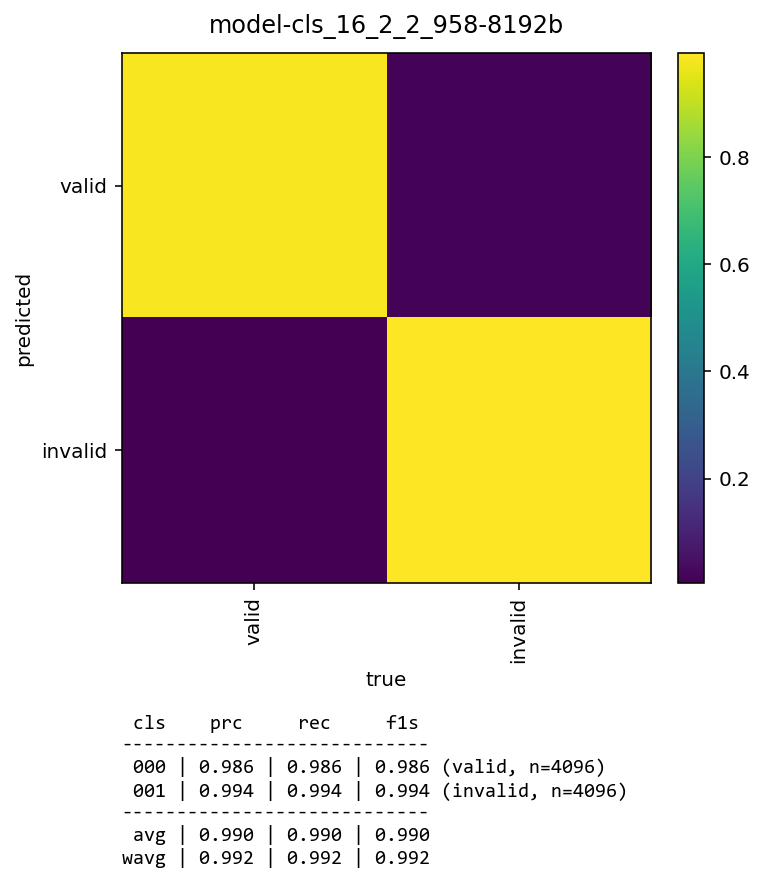 model-cls_16_2_2_958-8192b
valid
invalid
predicted
valid
invalid
true
0.8
0.6
0.4
0.2
cls prc rec f1s
----------------------------
000 | 0.986 | 0.986 | 0.986 (valid, n=4096)
001 | 0.994 | 0.994 | 0.994 (invalid, n=4096)
----------------------------
avg | 0.990 | 0.990 | 0.990
wavg | 0.992 | 0.992 | 0.992